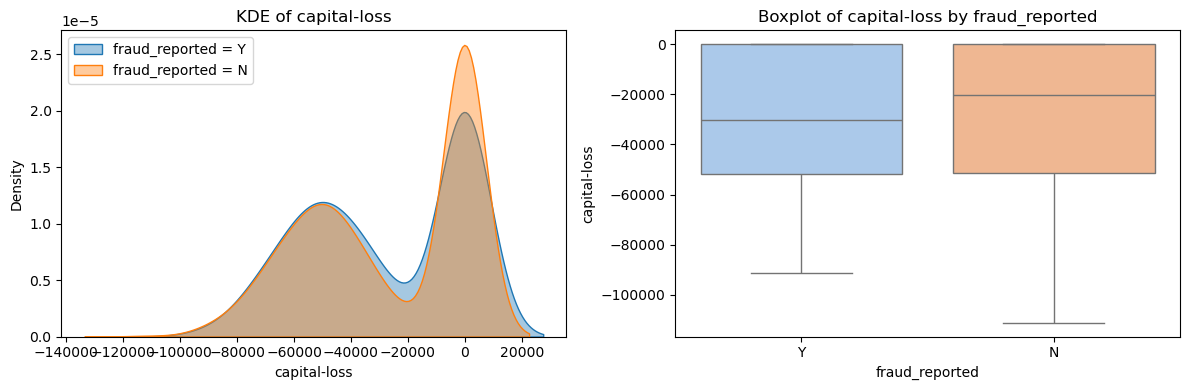 KDE of capital-loss
1e−5
fraud_reported = Y
fraud_reported = N
2.5
2.0
1.5
1.0
0.5
0.0
Density
−140000 −120000 −100000 −80000 −60000 −40000 −20000 0 20000
capital-loss
Boxplot of capital-loss by fraud_reported
0
−20000
−40000
−60000
−80000
−100000
capital-loss
Y N
fraud_reported